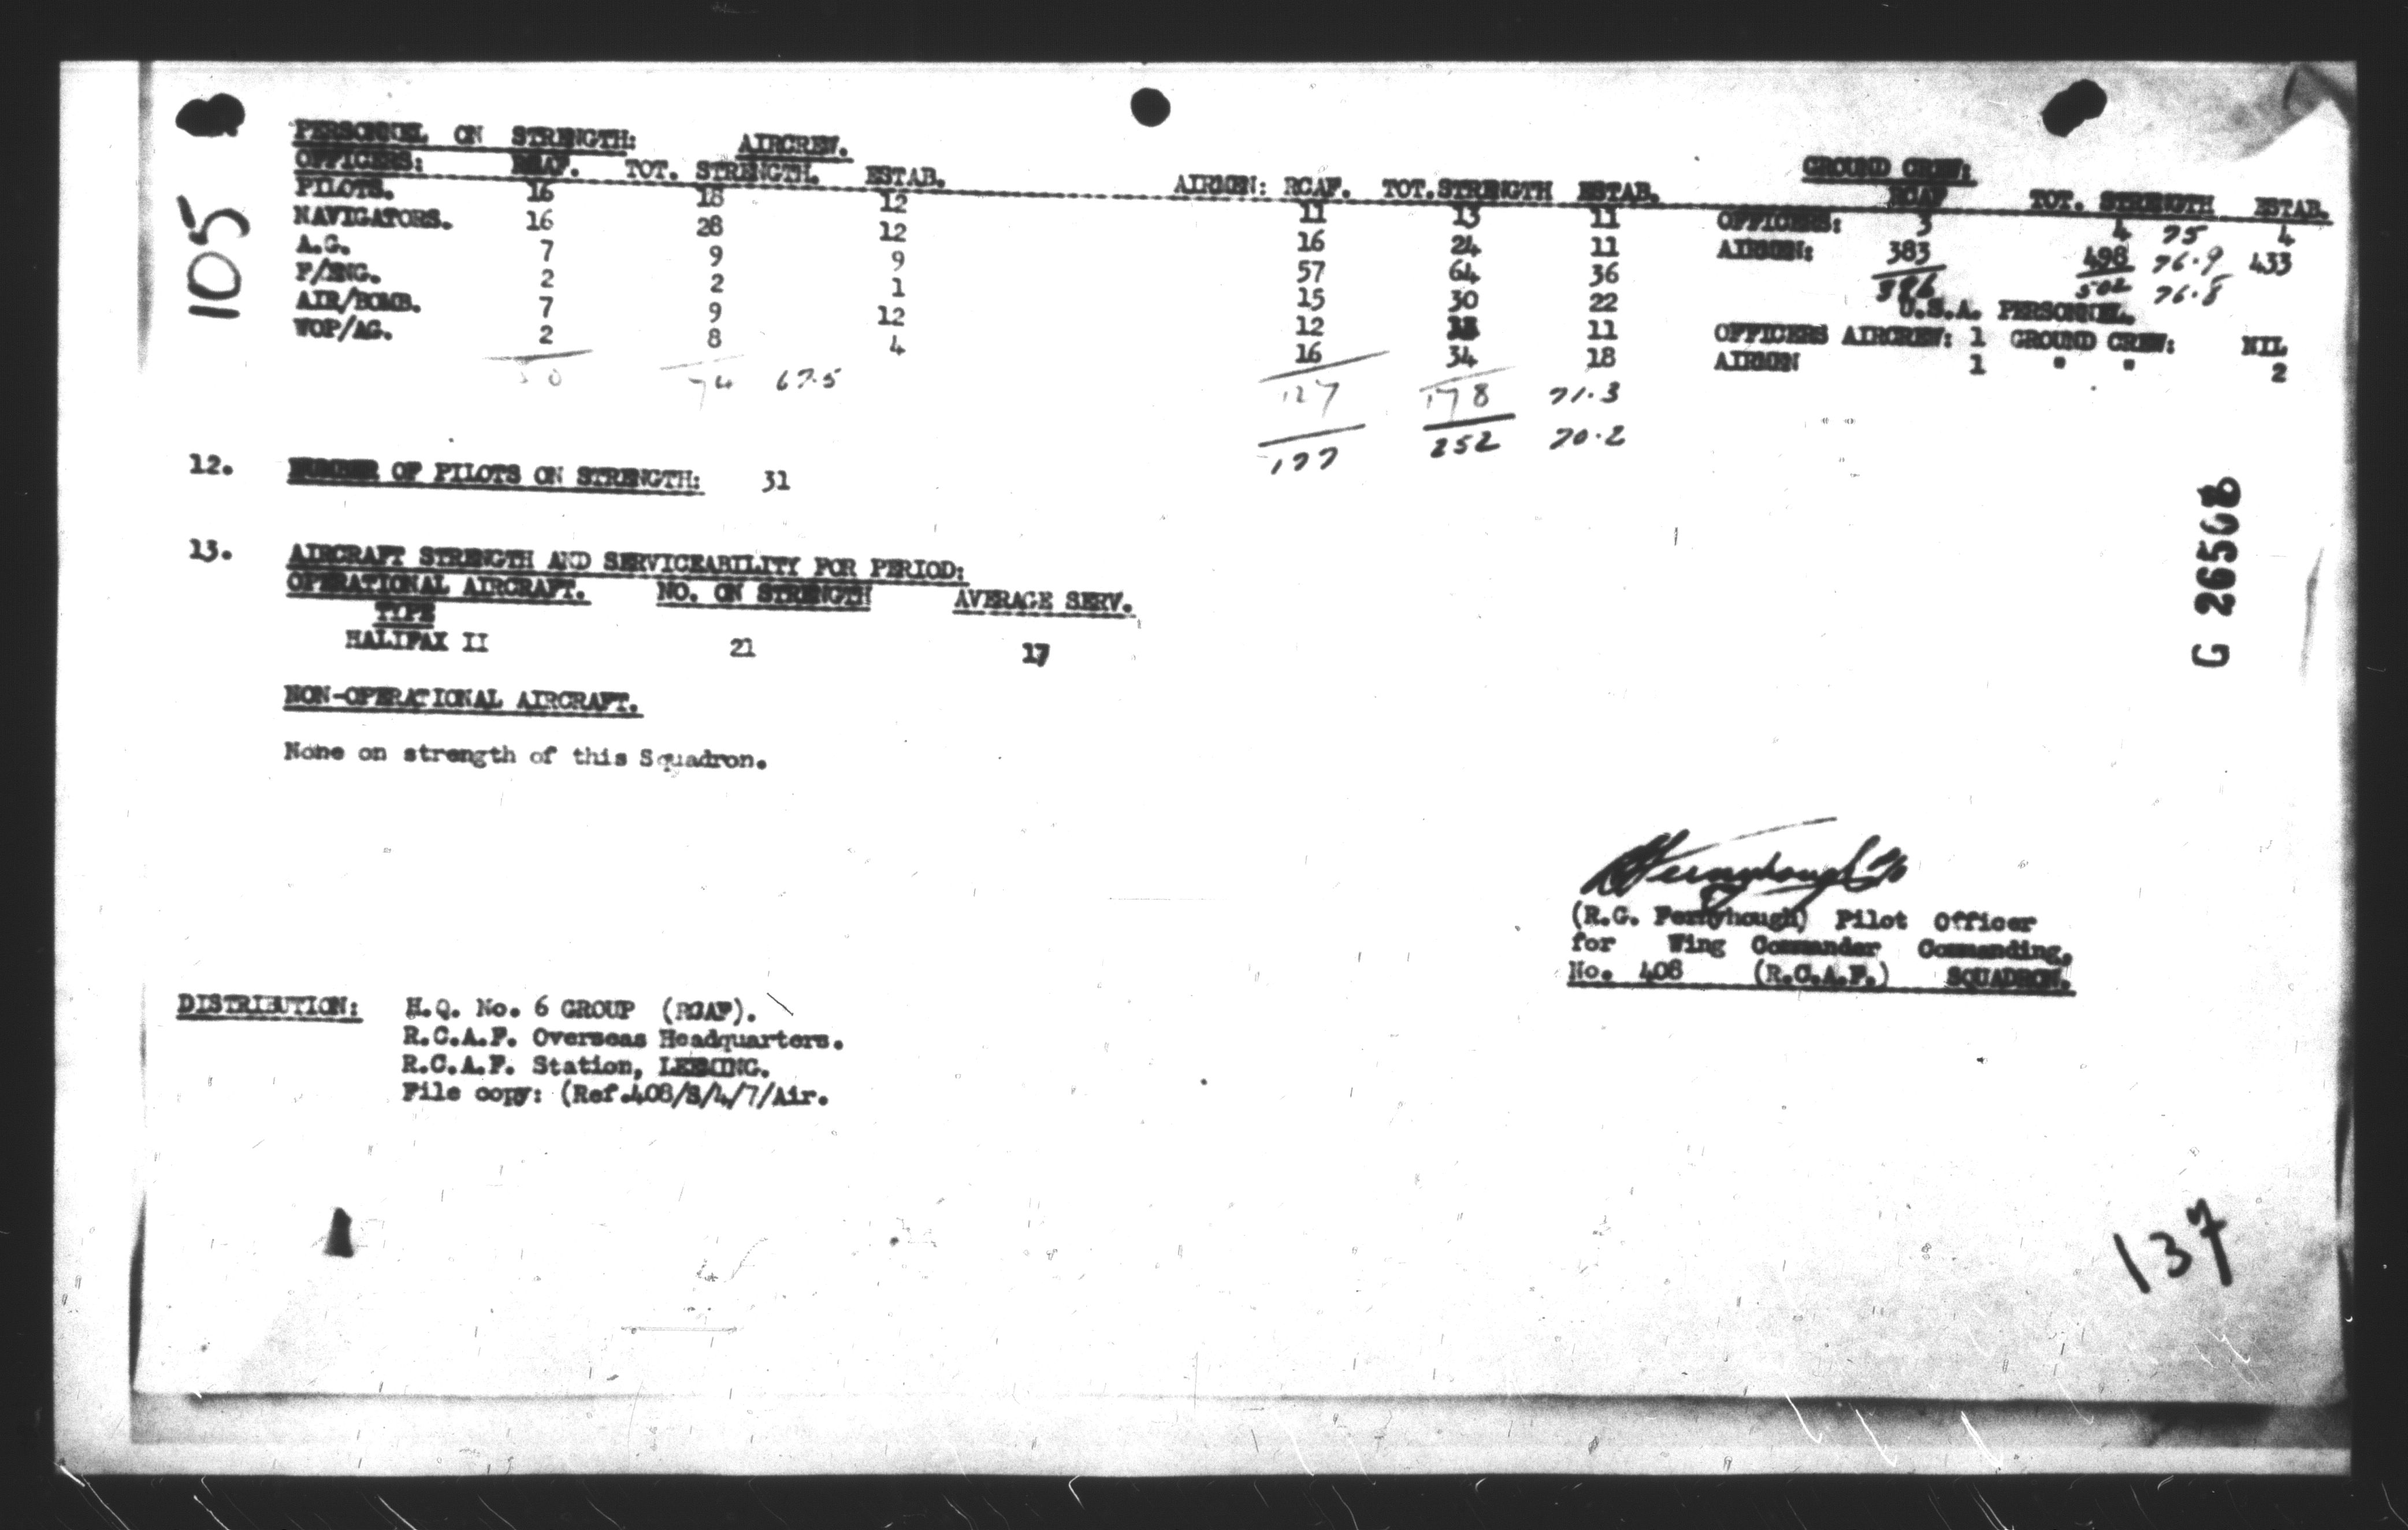 105
PERSONNEL ON STRENGTH: AIRCREW.
OFFICERS: RCAF. TOT. STRENGTH. ESTAB. AIRMEN: RCAF. TOT.STRENGTH ESTAB. GROUND CREW: RCAF TOT. STRENGTH ESTAB.
PILOTS. 16 18 12 11 13 11 OFFICERS: 3 4 75 4
NAVIGATORS. 16 28 12 16 24 11 AIRMEN: 383 498 76.9 433
A.G. 7 9 9 57 64 36 386 502 76.8
F/ENG. 2 2 1 15 30 22 U.S.A. PERSONNEL.
AIR/BOMB. 7 9 12 12 11 OFFICERS AIRCREW: 1 GROUND CREW: NIL
WOP/AG. 2 8 4 16 34 18 AIRMEN 1 " " 2
50 74 67.5 127 178 71.3
177 252 70.2
12. NUMBER OF PILOTS ON STRENGTH: 31
13. AIRCRAFT STRENGTH AND SERVICEABILITY FOR PERIOD:
OPERATIONAL AIRCRAFT. NO. ON STRENGTH AVERAGE SERV.
TYPE
HALIFAX II 21 17
NON-OPERATIONAL AIRCRAFT.
None on strength of this Squadron.
G 26508
(R.G. Fernyhough) Pilot Officer
for Wing Commander Commanding,
No. 408 (R.C.A.F.) SQUADRON.
DISTRIBUTION: H.Q. No. 6 GROUP (RCAF).
R.C.A.F. Overseas Headquarters.
R.C.A.F. Station, LEEMING.
File copy: (Ref.408/S/4/7/Air.
137